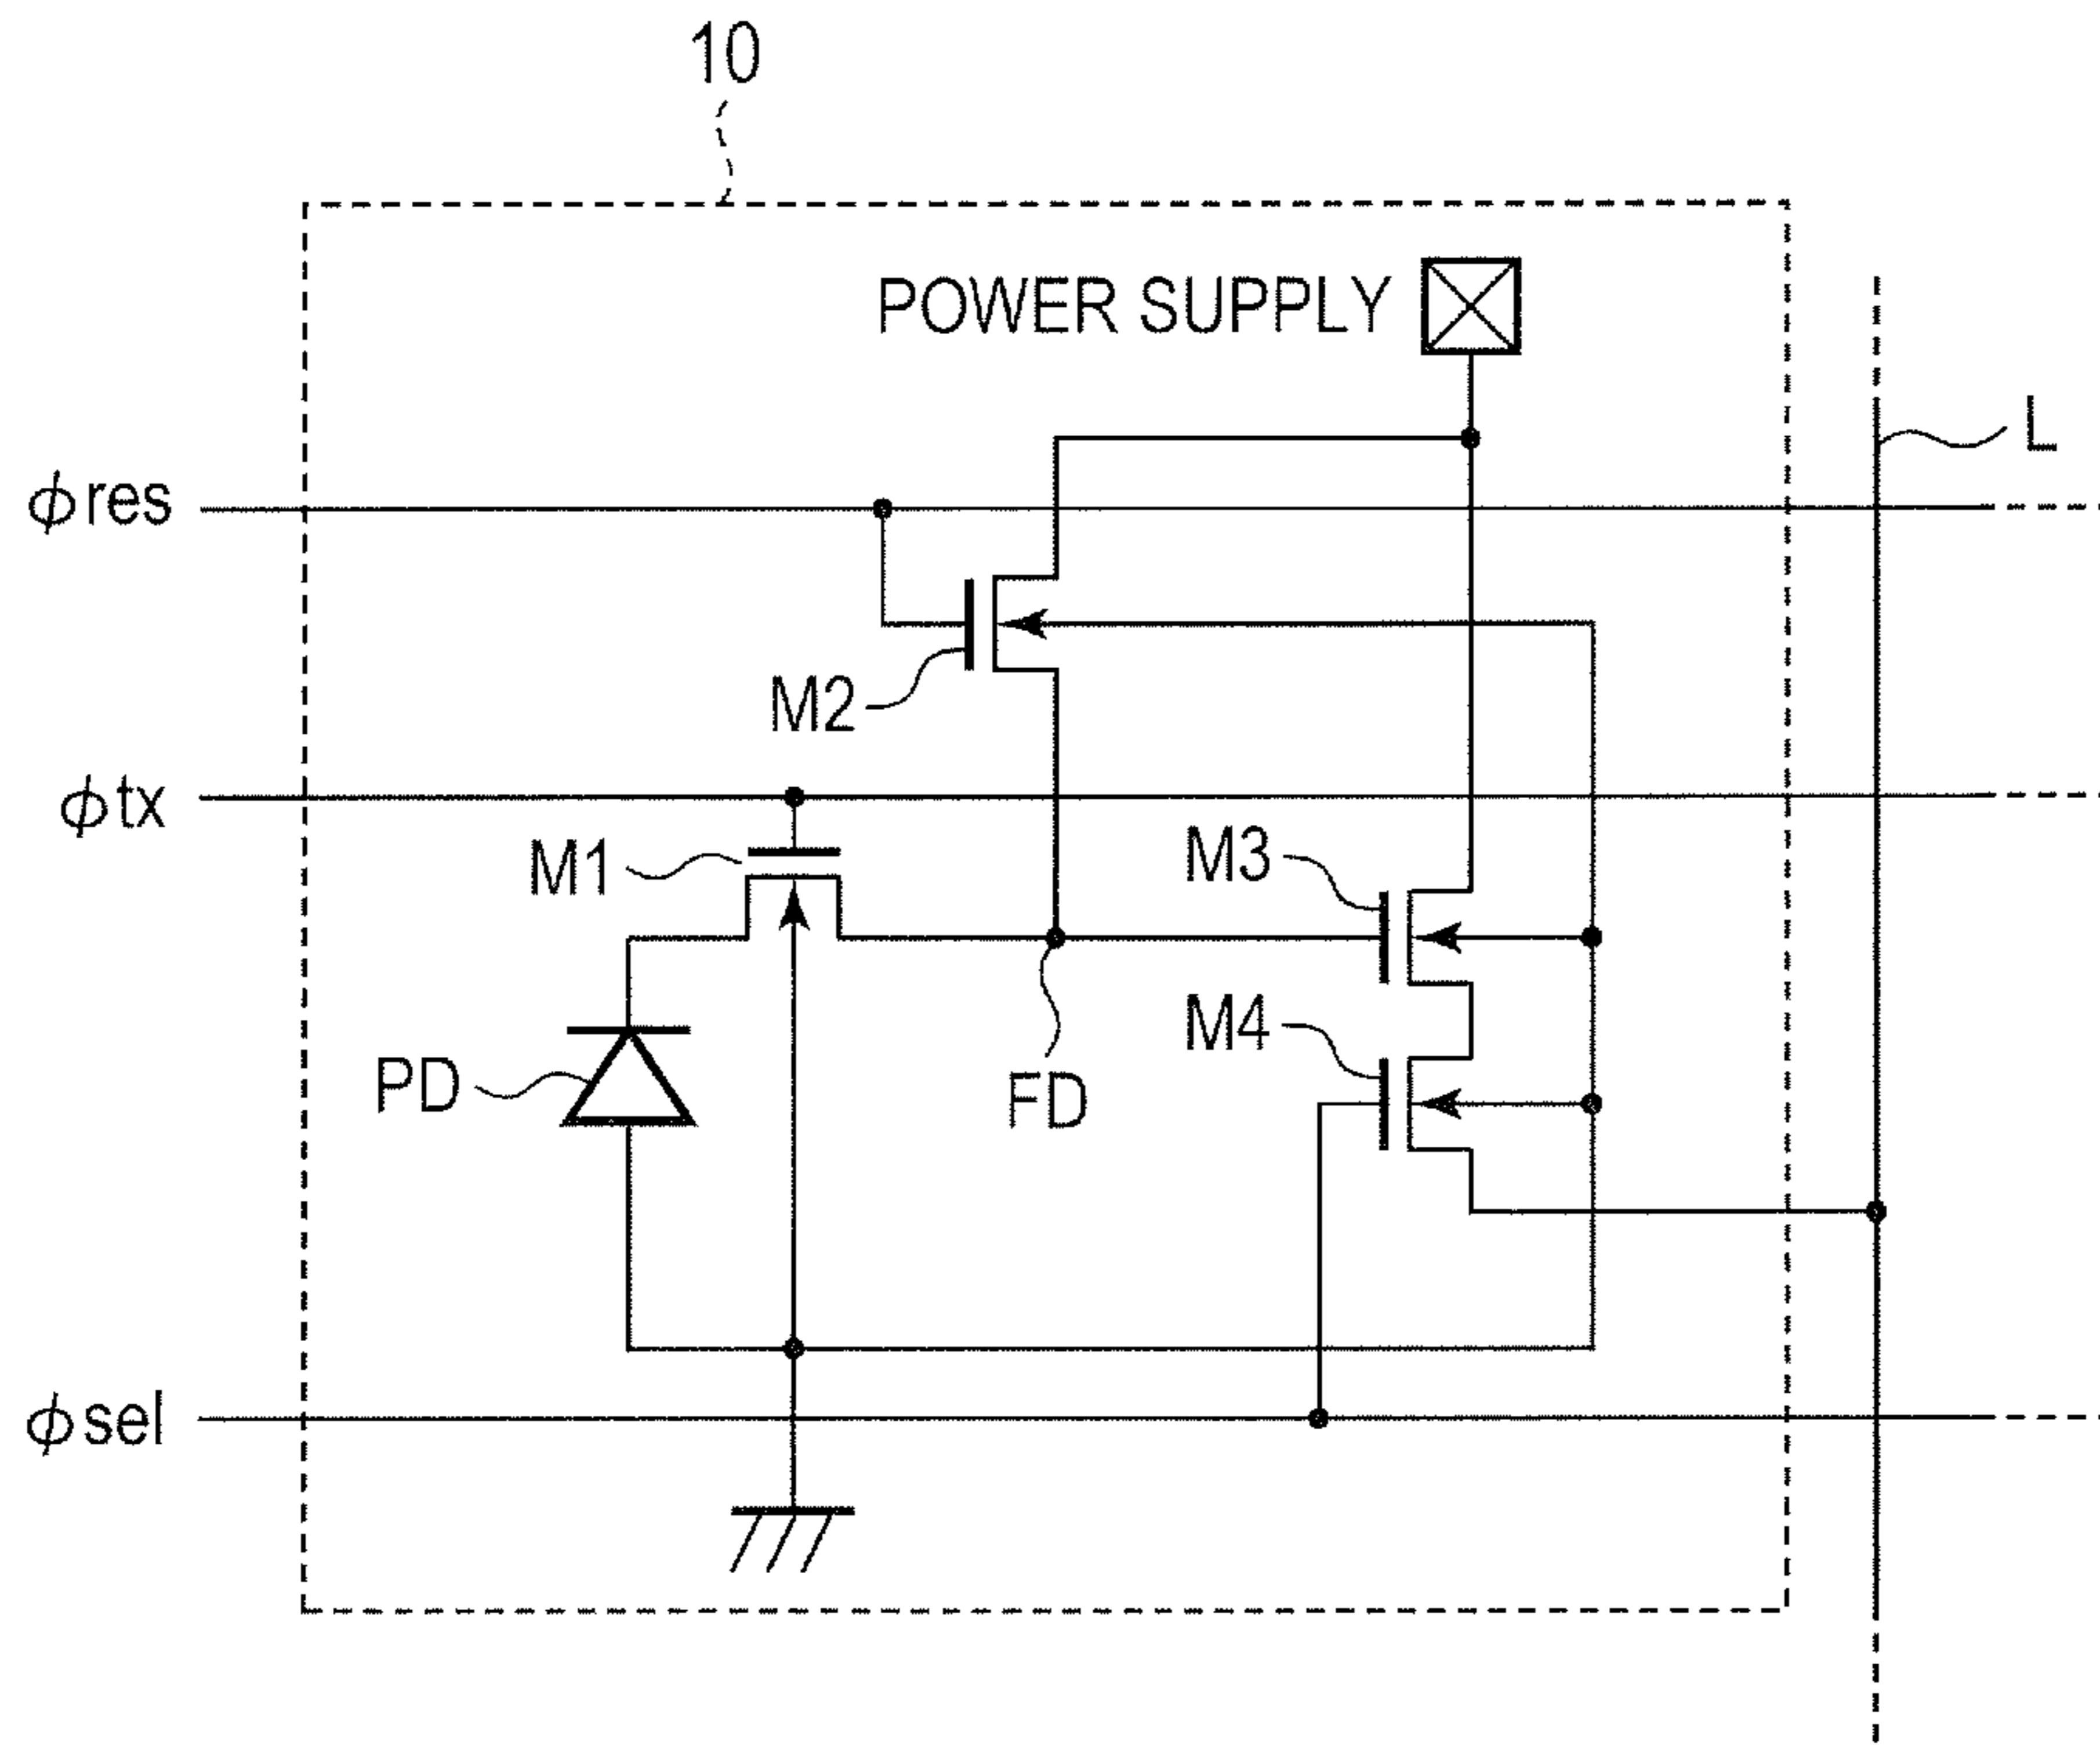 10
POWER SUPPLY
L
ϕres
M2
ϕtx
M1
M3
M4
PD
FD
ϕsel